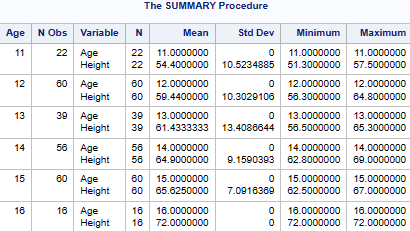 The SUMMARY Procedure
Age N Obs Variable N Mean Std Dev Minimum Maximum
11 22 Age 22 11.0000000 0 11.0000000 11.0000000
Height 22 54.4000000 10.5234885 51.3000000 57.5000000
12 60 Age 60 12.0000000 0 12.0000000 12.0000000
Height 60 59.4400000 10.3029106 56.3000000 64.8000000
13 39 Age 39 13.0000000 0 13.0000000 13.0000000
Height 39 61.4333333 13.4086644 56.5000000 65.3000000
14 56 Age 56 14.0000000 0 14.0000000 14.0000000
Height 56 64.9000000 9.1590393 62.8000000 69.0000000
15 60 Age 60 15.0000000 0 15.0000000 15.0000000
Height 60 65.6250000 7.0916369 62.5000000 67.0000000
16 16 Age 16 16.0000000 0 16.0000000 16.0000000
Height 16 72.0000000 0 72.0000000 72.0000000